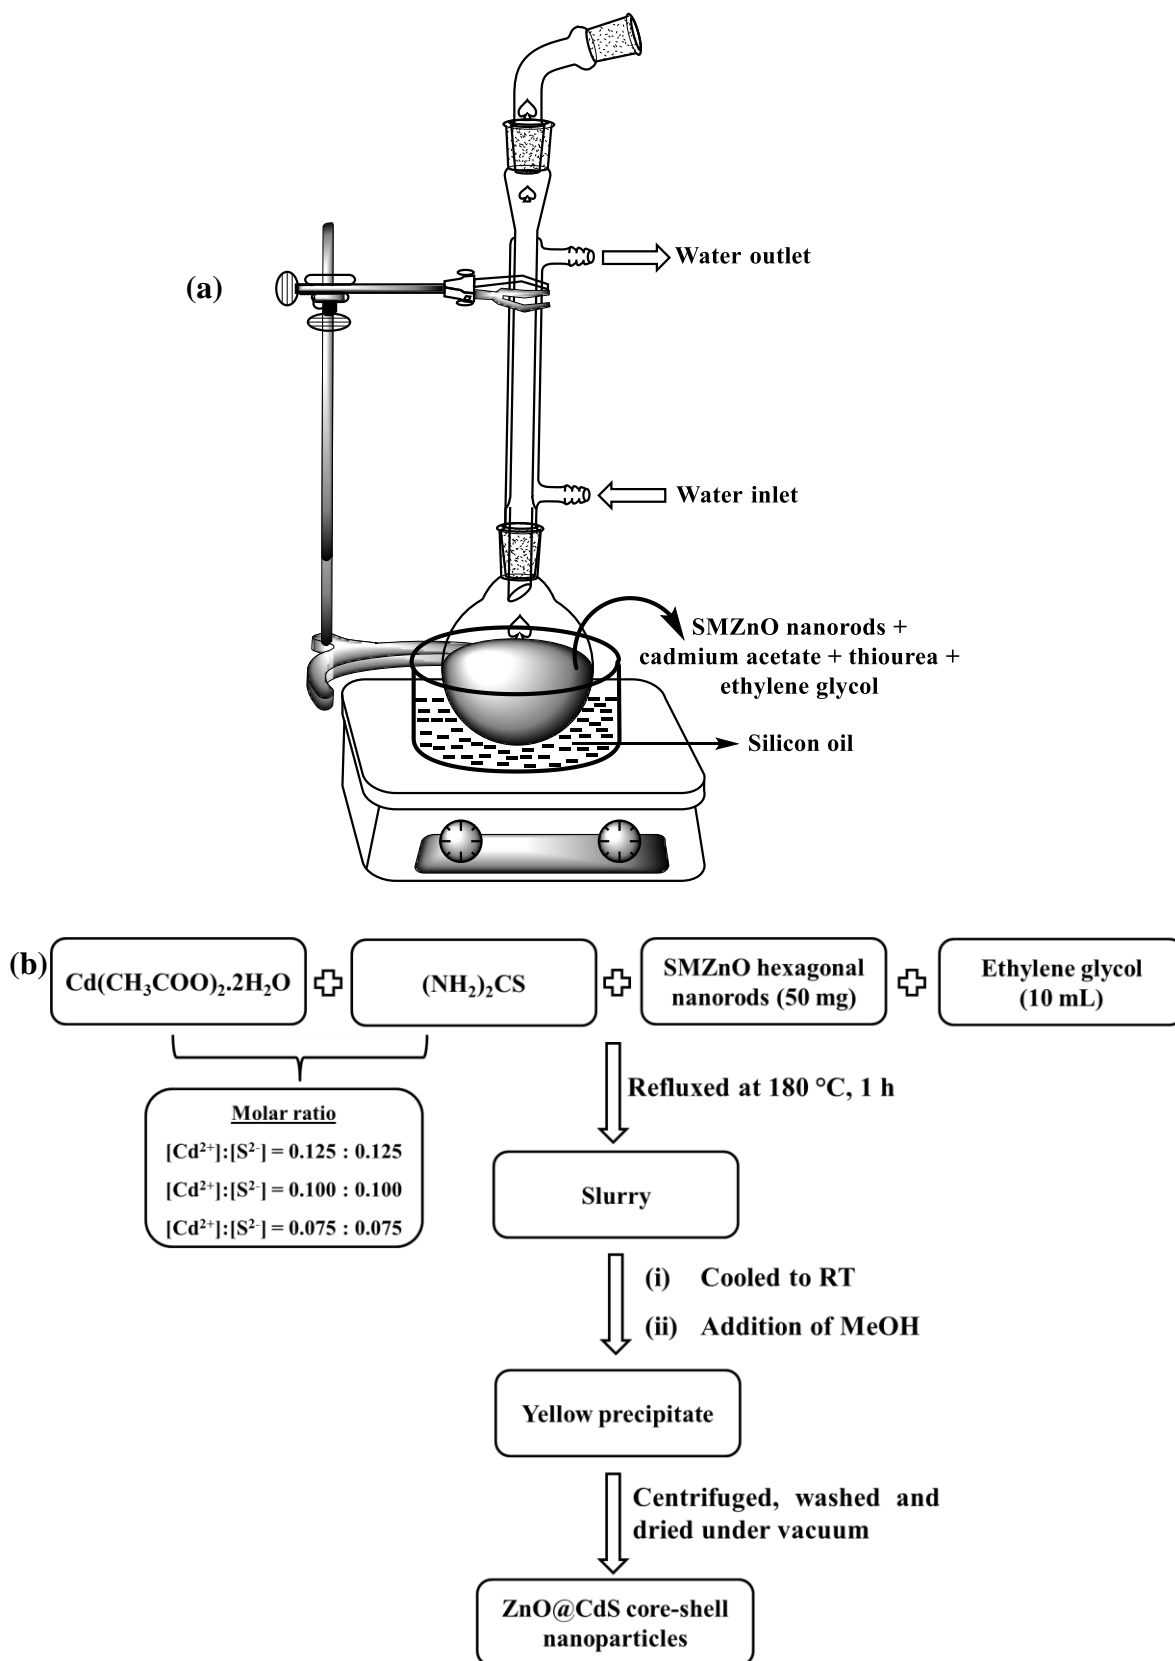 (a)
Water outlet
Water inlet
SMZnO nanorods +
cadmium acetate + thiourea +
ethylene glycol
Silicon oil
(b)
Cd(CH₃COO)₂.2H₂O
(NH₂)₂CS
SMZnO hexagonal
nanorods (50 mg)
Ethylene glycol
(10 mL)
Molar ratio
[Cd²⁺]:[S²⁻] = 0.125 : 0.125
[Cd²⁺]:[S²⁻] = 0.100 : 0.100
[Cd²⁺]:[S²⁻] = 0.075 : 0.075
Refluxed at 180 °C, 1 h
Slurry
(i) Cooled to RT
(ii) Addition of MeOH
Yellow precipitate
Centrifuged, washed and
dried under vacuum
ZnO@CdS core-shell
nanoparticles